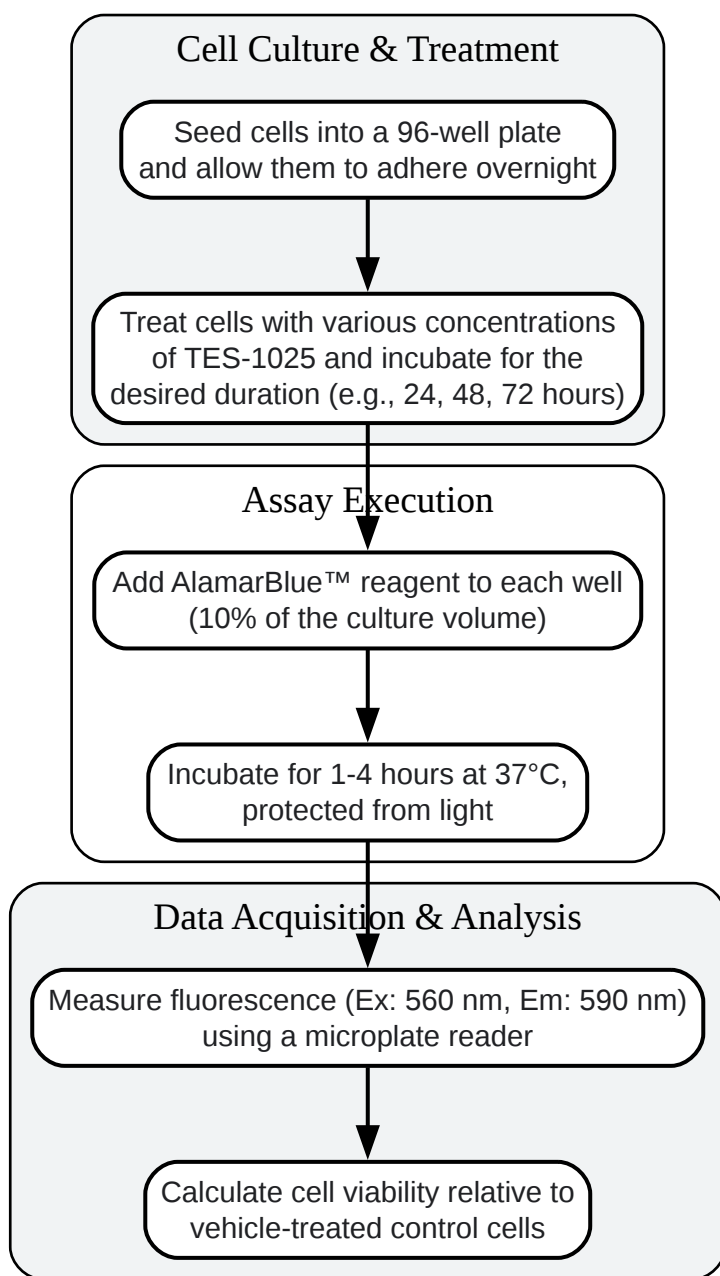 Cell Culture & Treatment
Seed cells into a 96-well plate
and allow them to adhere overnight
Treat cells with various concentrations
of TES-1025 and incubate for the
desired duration (e.g., 24, 48, 72 hours)
Assay Execution
Add AlamarBlue™ reagent to each well
(10% of the culture volume)
Incubate for 1-4 hours at 37°C,
protected from light
Data Acquisition & Analysis
Measure fluorescence (Ex: 560 nm, Em: 590 nm)
using a microplate reader
Calculate cell viability relative to
vehicle-treated control cells